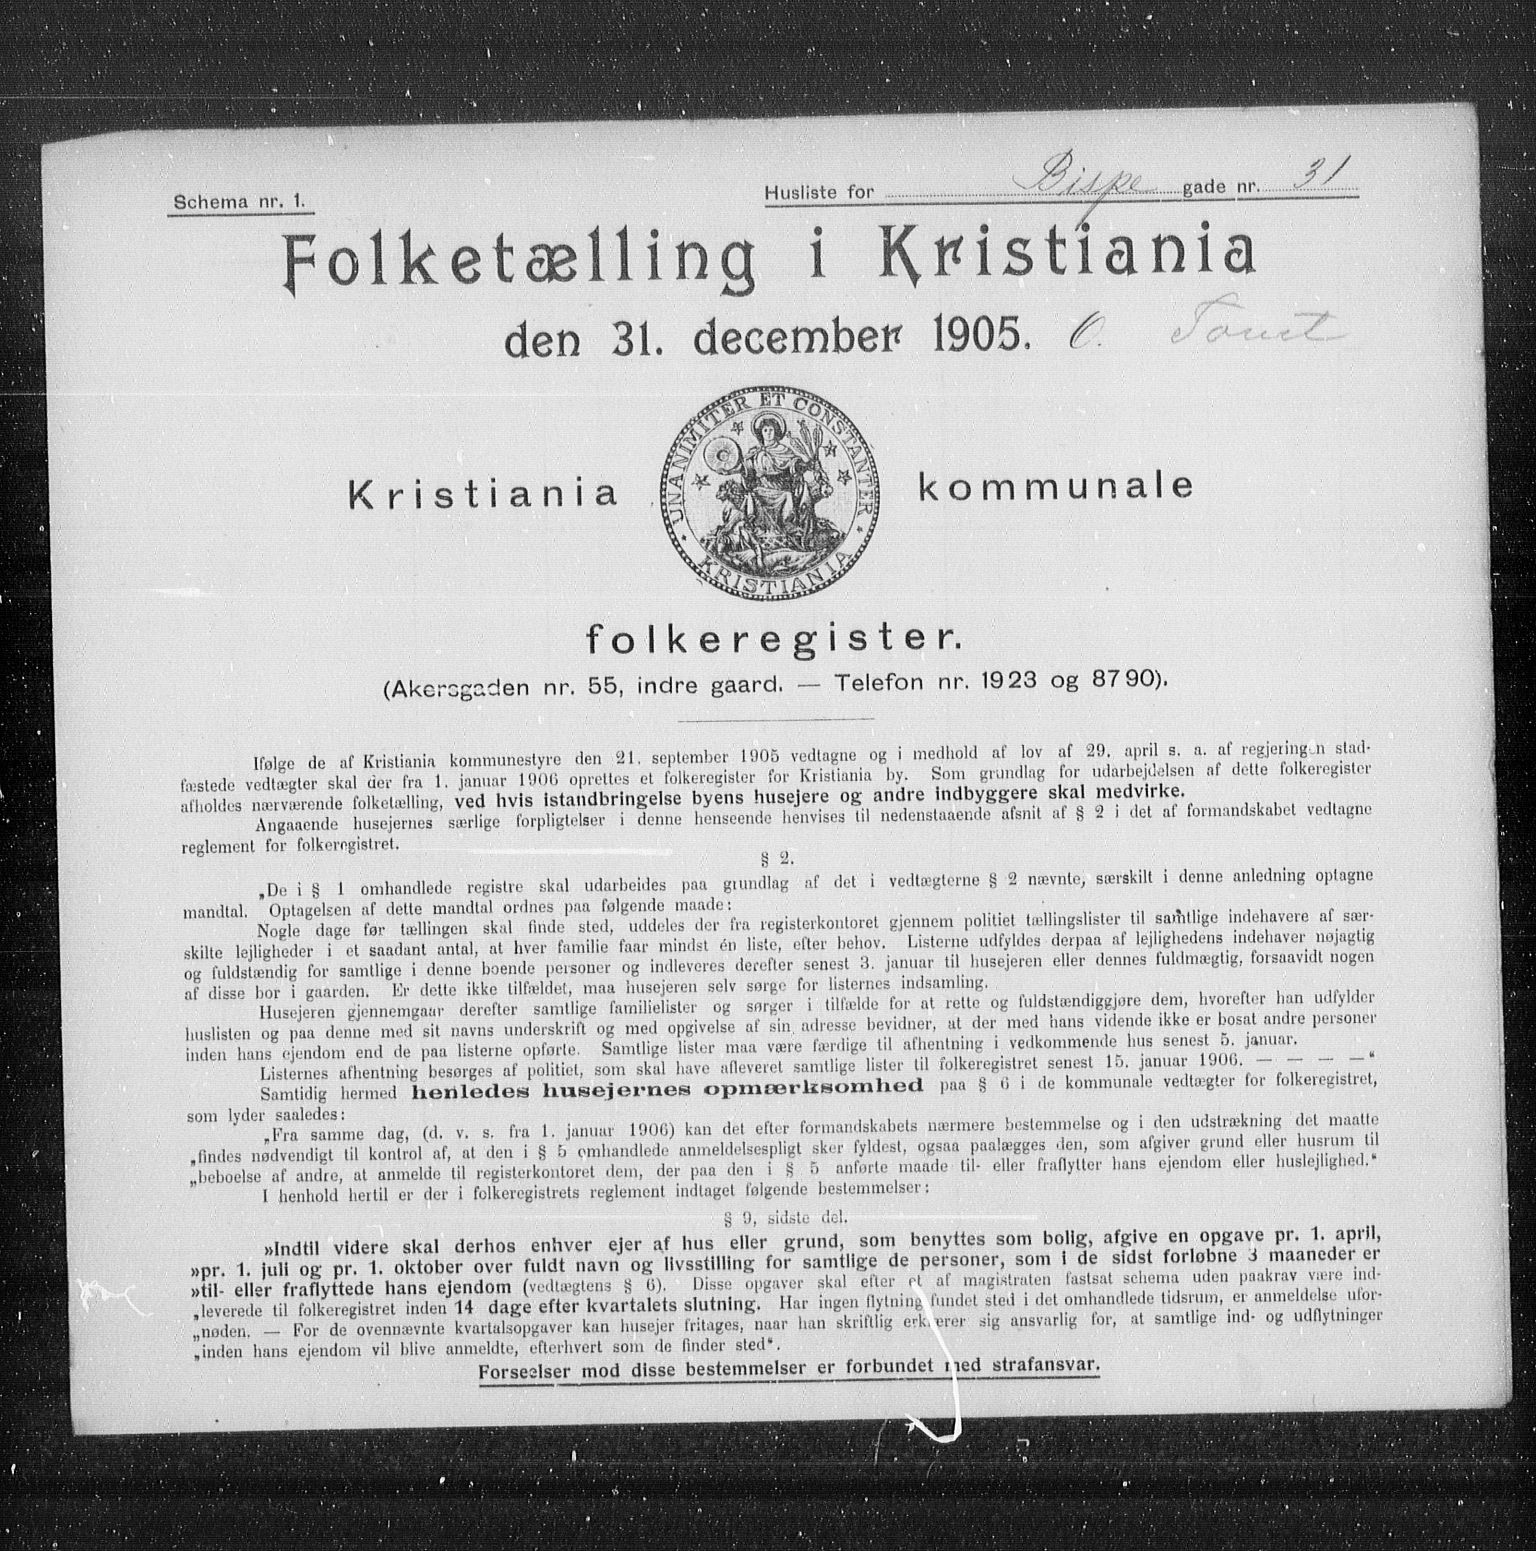 Schema nr. 1.
Husliste for Bispe gade nr. 31
Folketælling i Kristiania
den 31. december 1905. O.
UNANIMITER ET CONSTANTER
KRISTIANIA
Kristiania kommunale
folkeregister.
(Akersgaden nr. 55, indre gaard. — Telefon nr. 1923 og 8790).
Ifølge de af Kristiania kommunestyre den 21. september 1905 vedtagne og i medhold af lov af 29. april s. a. af regjeringen stad-
fæstede vedtægter skal der fra 1. januar 1906 oprettes et folkeregister for Kristiania by. Som grundlag for udarbejdelsen af dette folkeregister
afholdes nærværende folketælling, ved hvis istandbringelse byens husejere og andre indbyggere skal medvirke.
Angaaende husejernes særlige forpligtelser i denne henseende henvises til nedenstaaende afsnit af § 2 i det af formandskabet vedtagne
reglement for folkeregistret.
§ 2.
„De i § 1 omhandlede registre skal udarbeides paa grundlag af det i vedtægterne § 2 nævnte, særskilt i denne anledning optagne
mandtal. Optagelsen af dette mandtal ordnes paa følgende maade:
Nogle dage før tællingen skal finde sted, uddeles der fra registerkontoret gjennem politiet tællingslister til samtlige indehavere af sær-
skilte lejligheder i et saadant antal, at hver familie faar mindst én liste, efter behov. Listerne udfyldes derpaa af lejlighedens indehaver nøjagtig
og fuldstændig for samtlige i denne boende personer og indleveres derefter senest 3. januar til husejeren eller dennes fuldmægtig, forsaavidt nogen
af disse bor i gaarden. Er dette ikke tilfældet, maa husejeren selv sørge for listernes indsamling.
Husejeren gjennemgaar derefter samtlige familielister og sørger i tilfælde for at rette og fuldstændiggjøre dem, hvorefter han udfylder
huslisten og paa denne med sit navns underskrift og med opgivelse af sin adresse bevidner, at der med hans vidende ikke er bosat andre personer
inden hans ejendom end de paa listerne opførte. Samtlige lister maa være færdige til afhentning i vedkommende hus senest 5. januar.
Listernes afhentning besørges af politiet, som skal have afleveret samtlige lister til folkeregistret senest 15. januar 1906. — — — —“
Samtidig hermed henledes husejernes opmærksomhed paa § 6 i de kommunale vedtægter for folkeregistret,
som lyder saaledes:
„Fra samme dag, (d. v. s. fra 1. januar 1906) kan det efter formandskabets nærmere bestemmelse og i den udstrækning det maatte
„findes nødvendigt til kontrol af, at den i § 5 omhandlede anmeldelsespligt sker fyldest, ogsaa paalægges den, som afgiver grund eller husrum til
„beboelse af andre, at anmelde til registerkontoret dem, der paa den i § 5 anførte maade til- eller fraflytter hans ejendom eller huslejlighed.“
I henhold hertil er der i folkeregistrets reglement indtaget følgende bestemmelser:
§ 9, sidste del.
»Indtil videre skal derhos enhver ejer af hus eller grund, som benyttes som bolig, afgive en opgave pr. 1. april,
»pr. 1. juli og pr. 1. oktober over fuldt navn og livsstilling for samtlige de personer, som i de sidst forløbne 3 maaneder er
»til- eller fraflyttede hans ejendom (vedtægtens § 6). Disse opgaver skal efter et af magistraten fastsat schema uden paakrav være ind-
„leverede til folkeregistret inden 14 dage efter kvartalets slutning. Har ingen flytning fundet sted i det omhandlede tidsrum, er anmeldelse ufor-
„nøden. — For de ovennævnte kvartalsopgaver kan husejer fritages, naar han skriftlig erklærer sig ansvarlig for, at samtlige ind- og udflytninger
„inden hans ejendom vil blive anmeldte, efterhvert som de finder sted“.
Forseelser mod disse bestemmelser er forbundet med strafansvar.